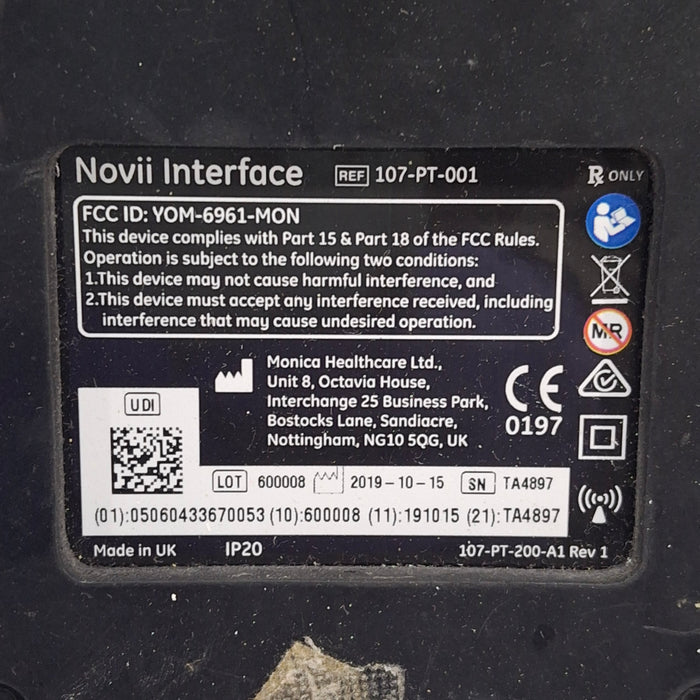 Novii Interface REF 107-PT-001 Rx ONLY
FCC ID: YOM-6961-MON
This device complies with Part 15 & Part 18 of the FCC Rules.
Operation is subject to the following two conditions:
1.This device may not cause harmful interference, and
2.This device must accept any interference received, including
interference that may cause undesired operation.
MR
Monica Healthcare Ltd.,
Unit 8, Octavia House,
Interchange 25 Business Park,
Bostocks Lane, Sandiacre,
Nottingham, NG10 5QG, UK
CE
0197
UDI
LOT 600008 2019-10-15 SN TA4897
(01):05060433670053 (10):600008 (11):191015 (21):TA4897
Made in UK IP20 107-PT-200-A1 Rev 1